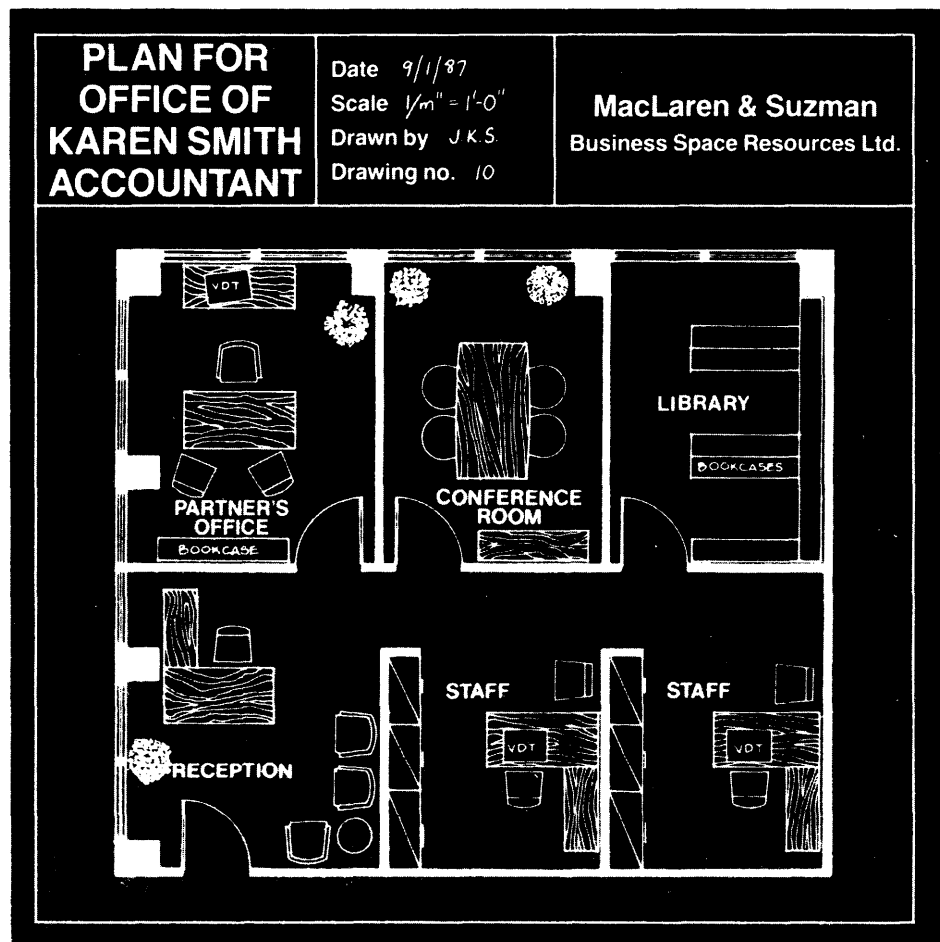 PLAN FOR
OFFICE OF
KAREN SMITH
ACCOUNTANT
Date 9/1/87
Scale 1/m" = 1'-0"
Drawn by J.K.S.
Drawing no. 10
MacLaren & Suzman
Business Space Resources Ltd.
VDT
LIBRARY
BOOKCASES
PARTNER'S
OFFICE
BOOKCASE
CONFERENCE
ROOM
STAFF
STAFF
VDT
VDT
RECEPTION